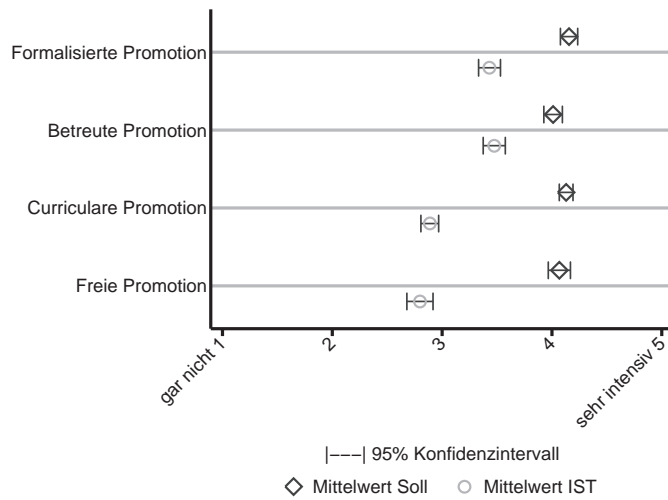 Formalisierte Promotion
Betreute Promotion
Curriculare Promotion
Freie Promotion
gar nicht 1
2
3
4
sehr intensiv 5
|−−−| 95% Konfidenzintervall
Mittelwert Soll
Mittelwert IST